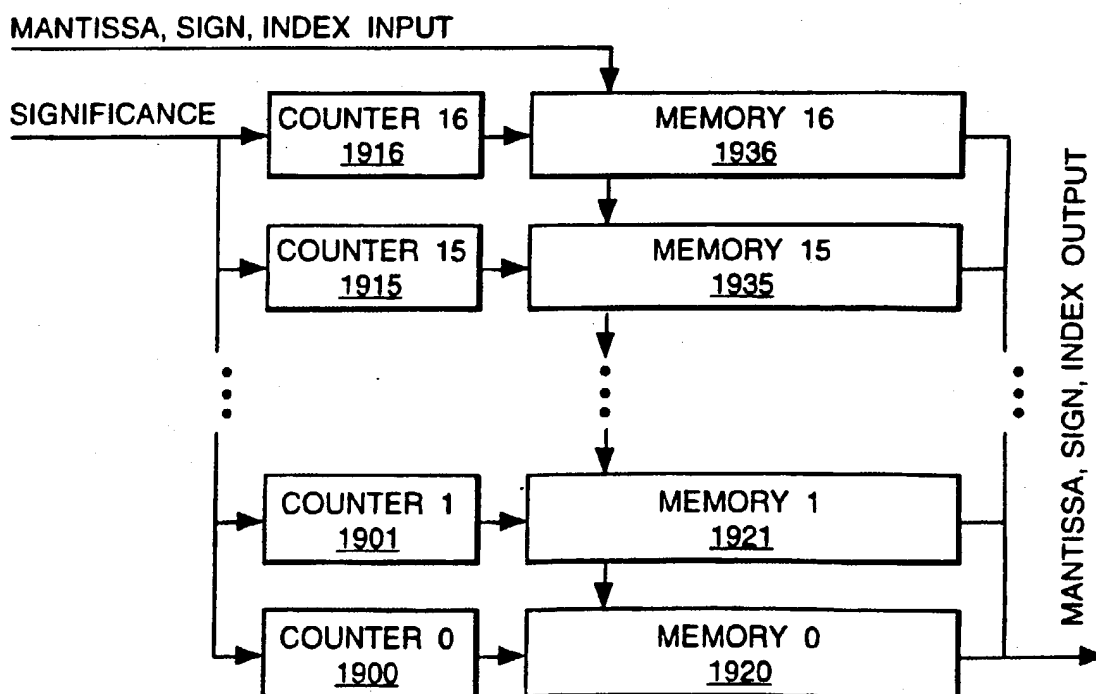 MANTISSA, SIGN, INDEX INPUT
SIGNIFICANCE
COUNTER 16
1916
MEMORY 16
1936
COUNTER 15
1915
MEMORY 15
1935
COUNTER 1
1901
MEMORY 1
1921
COUNTER 0
1900
MEMORY 0
1920
MANTISSA, SIGN, INDEX OUTPUT